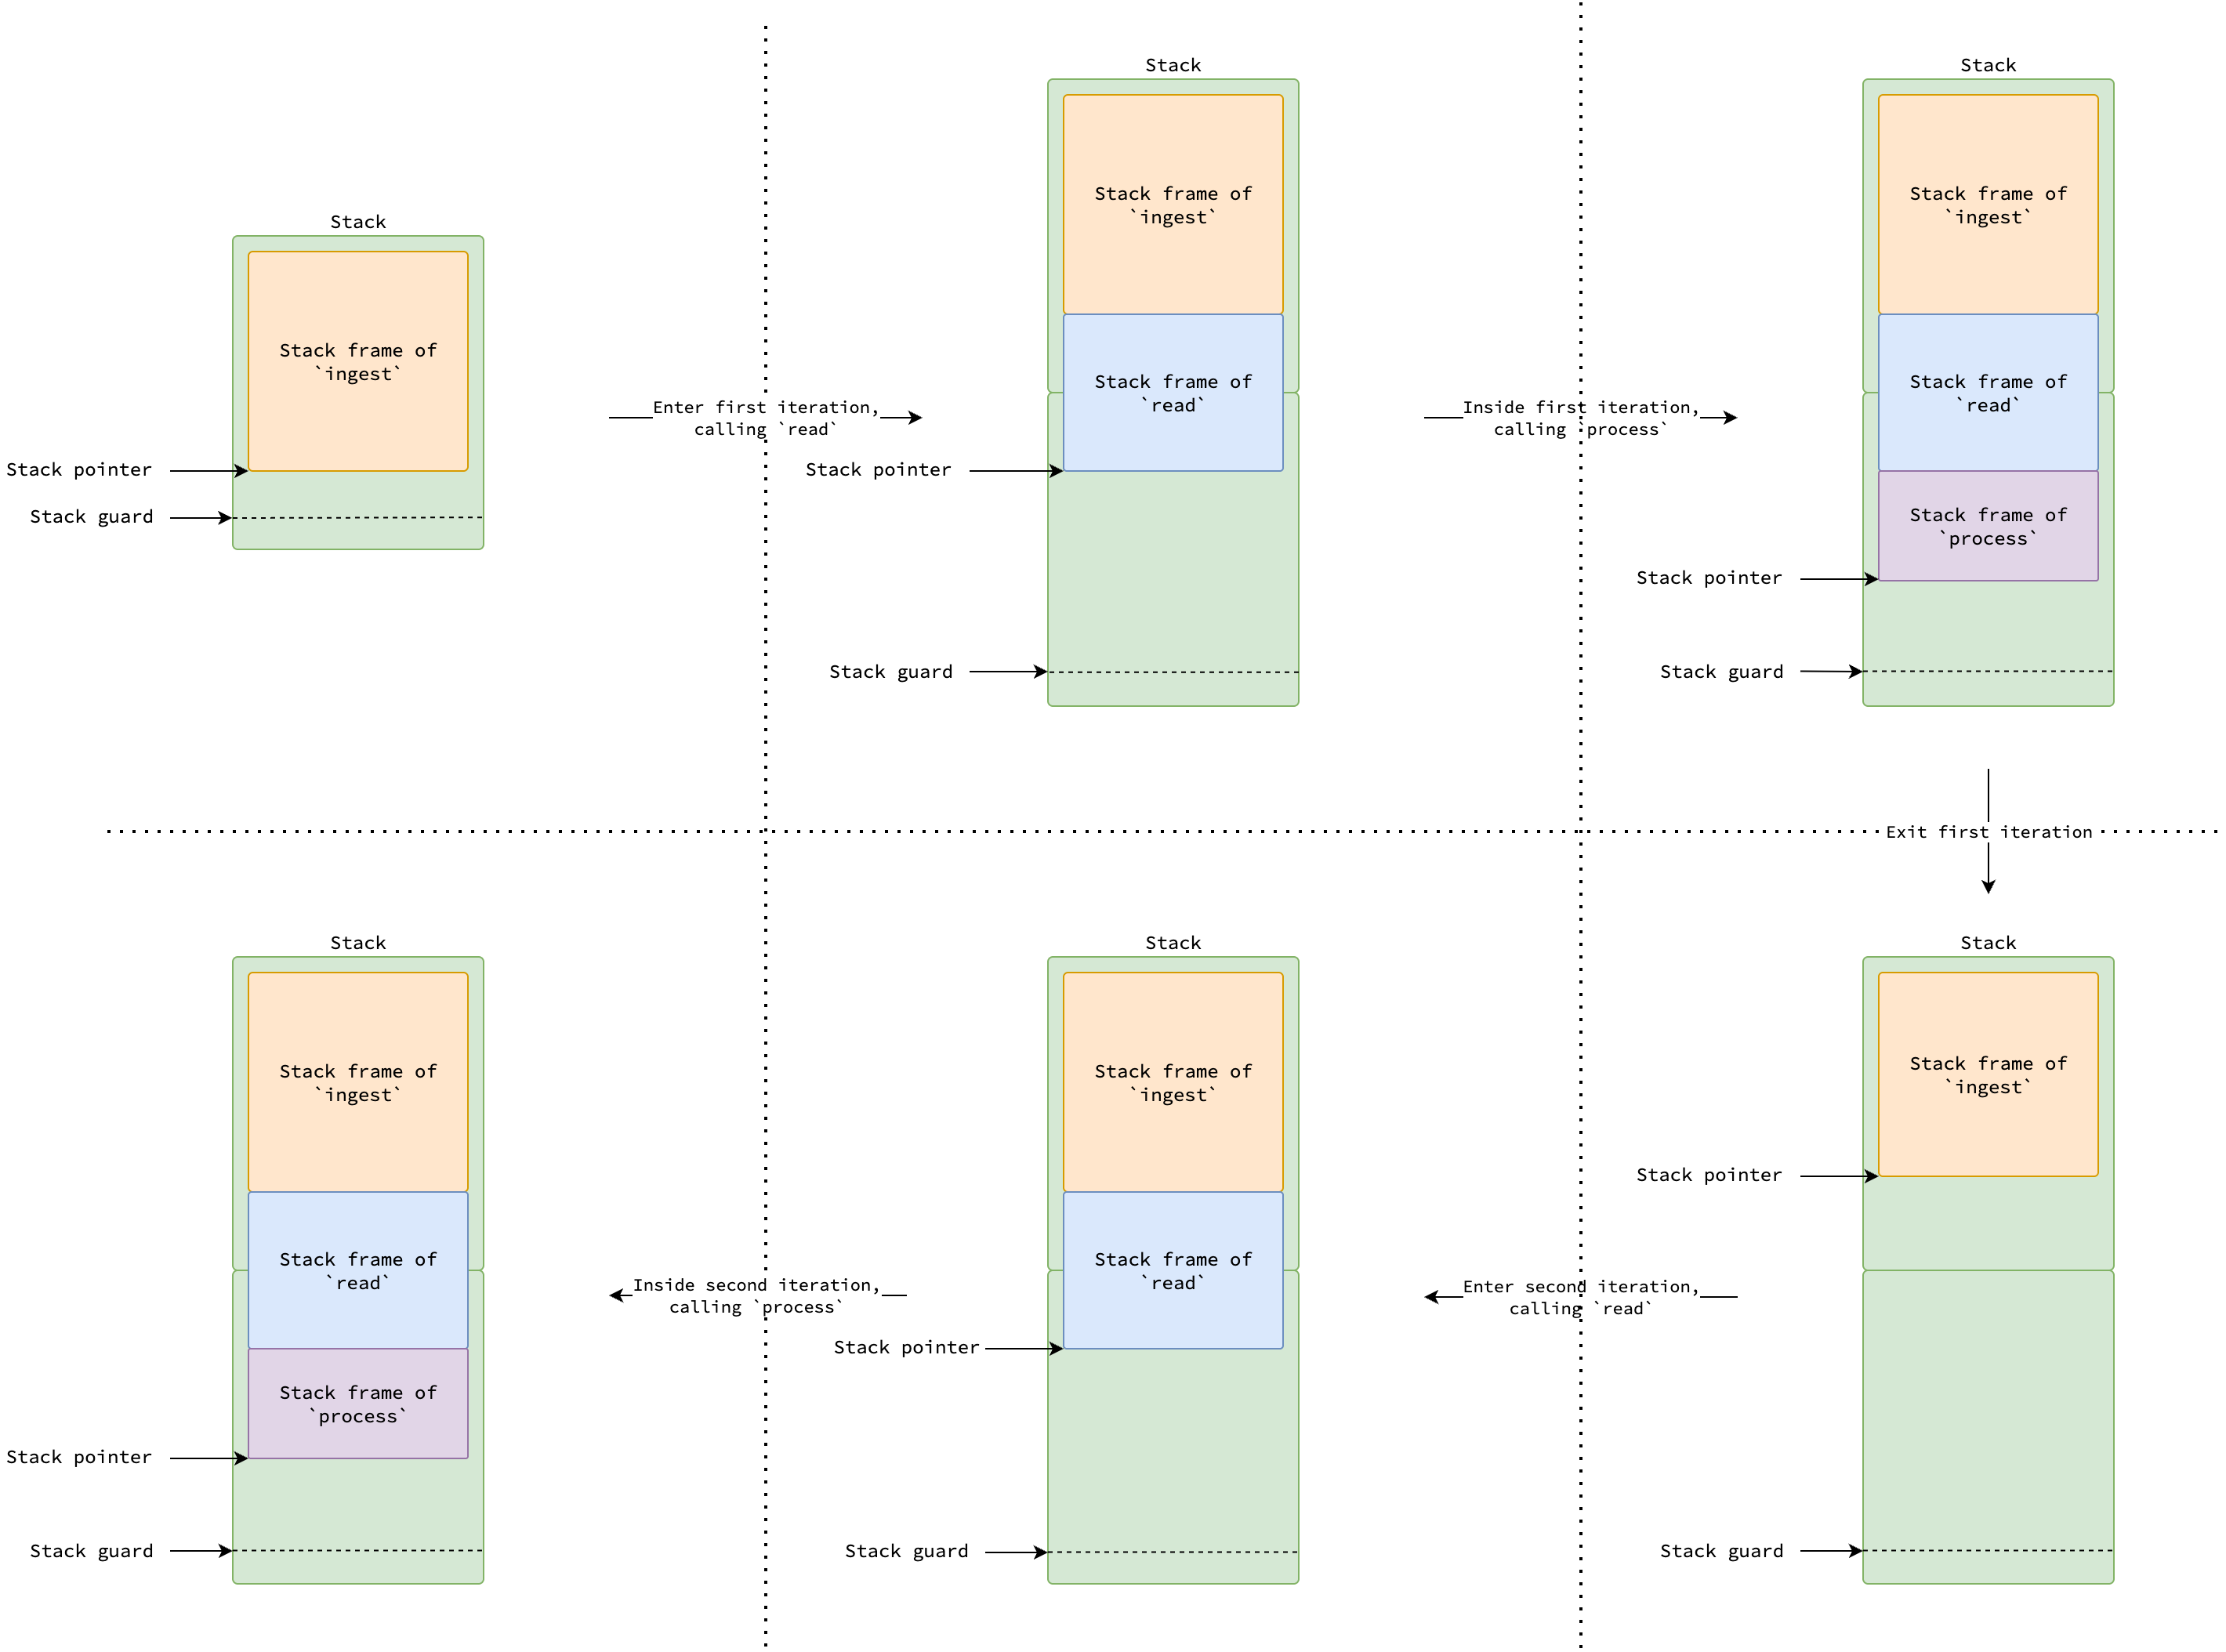 Stack
Stack frame of
`ingest`
Stack pointer
Stack guard
Enter first iteration,
calling `read`
Stack
Stack frame of
`ingest`
Stack frame of
`read`
Stack pointer
Stack guard
Inside first iteration,
calling `process`
Stack
Stack frame of
`ingest`
Stack frame of
`read`
Stack frame of
`process`
Stack pointer
Stack guard
Exit first iteration
Stack
Stack frame of
`ingest`
Stack pointer
Stack guard
Enter second iteration,
calling `read`
Stack
Stack frame of
`ingest`
Stack frame of
`read`
Stack pointer
Stack guard
Inside second iteration,
calling `process`
Stack
Stack frame of
`ingest`
Stack frame of
`read`
Stack frame of
`process`
Stack pointer
Stack guard